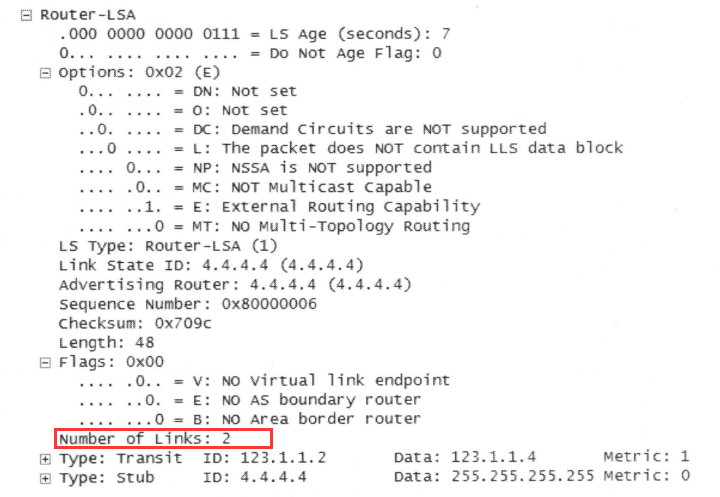 Router-LSA
.000 0000 0000 0111 = LS Age (seconds): 7
0... .... .... .... = Do Not Age Flag: 0
Options: 0x02 (E)
0... .... = DN: Not set
.0.. .... = O: Not set
..0. .... = DC: Demand Circuits are NOT supported
...0 .... = L: The packet does NOT contain LLS data block
.... 0... = NP: NSSA is NOT supported
.... .0.. = MC: NOT Multicast Capable
.... ..1. = E: External Routing Capability
.... ...0 = MT: NO Multi-Topology Routing
LS Type: Router-LSA (1)
Link State ID: 4.4.4.4 (4.4.4.4)
Advertising Router: 4.4.4.4 (4.4.4.4)
Sequence Number: 0x80000006
Checksum: 0x709c
Length: 48
Flags: 0x00
.... .0.. = V: NO Virtual link endpoint
.... ..0. = E: NO AS boundary router
.... ...0 = B: NO Area border router
Number of Links: 2
Type: Transit ID: 123.1.1.2 Data: 123.1.1.4 Metric: 1
Type: Stub ID: 4.4.4.4 Data: 255.255.255.255 Metric: 0